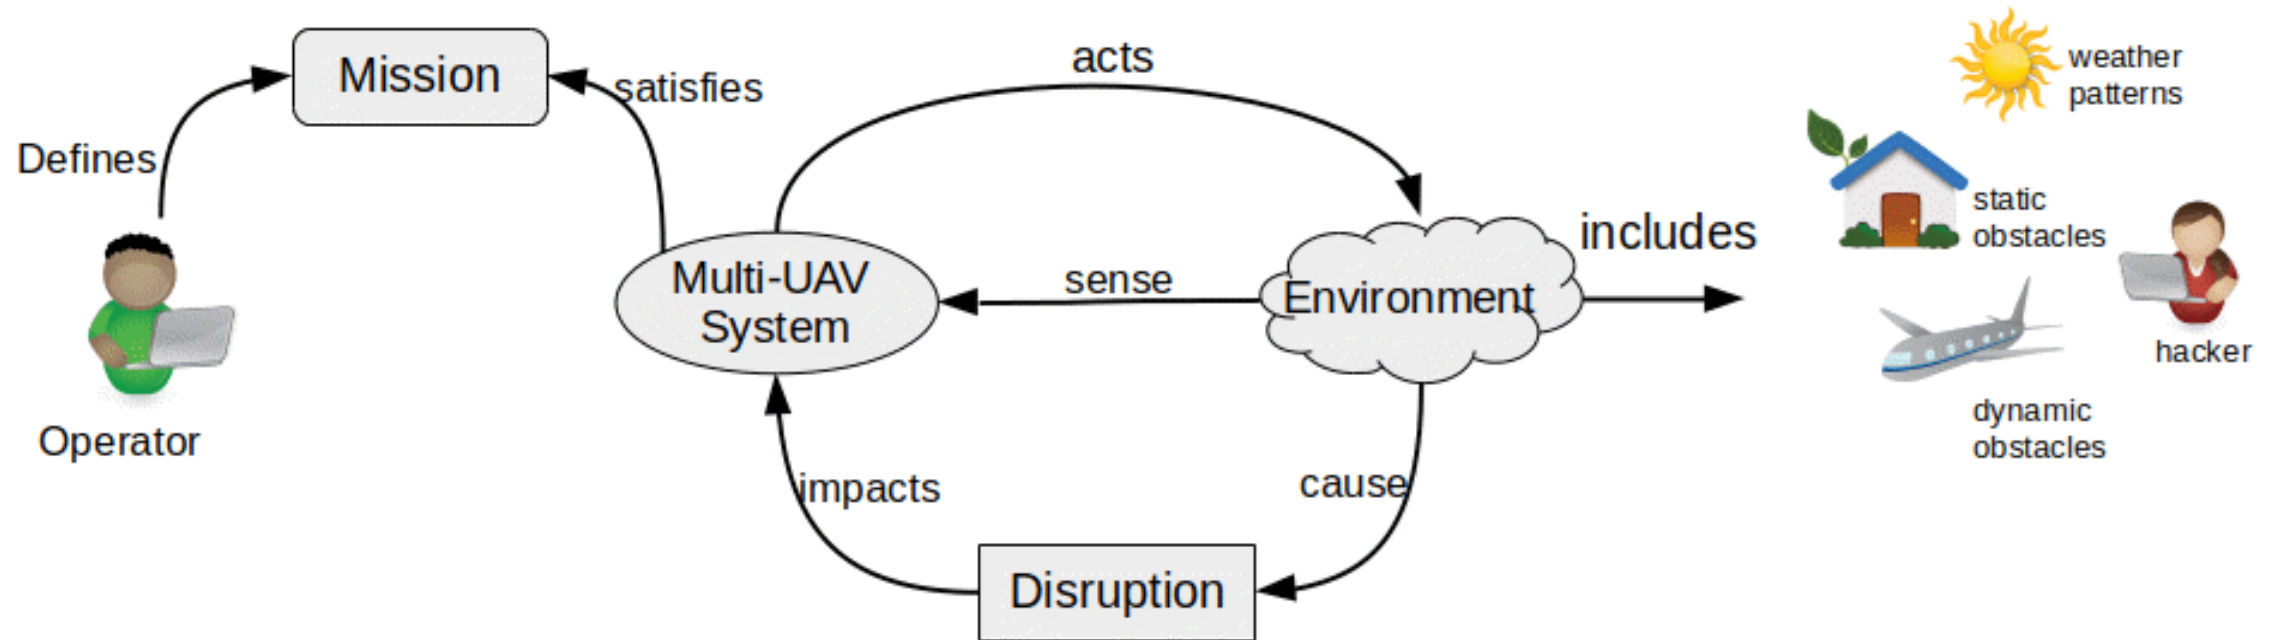 Mission
satisfies
acts
weather
patterns
Defines
static
obstacles
includes
Multi-UAV
System
sense
Environment
hacker
dynamic
obstacles
Operator
impacts
cause
Disruption